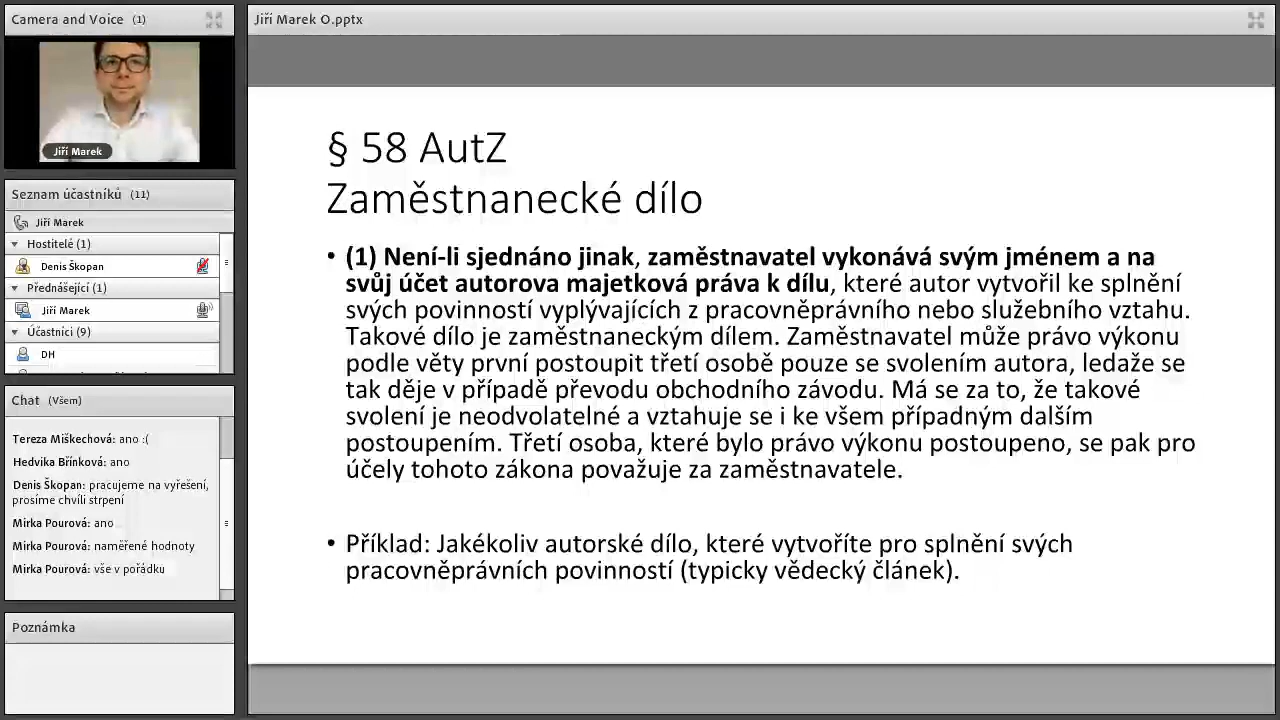 Camera and Voice (1)
Jiří Marek
Seznam účastníků (11)
Jiří Marek
Hostitelé (1)
Denis Škopan
Přednášející (1)
Jiří Marek
Účastníci (9)
DH
Chat (Všem)
Tereza Miškechová: ano :(
Hedvika Břínková: ano
Denis Škopan: pracujeme na vyřešení,
prosíme chvíli strpení
Mirka Pourová: ano
Mirka Pourová: naměřené hodnoty
Mirka Pourová: vše v pořádku
Poznámka
Jiří Marek O.pptx
§ 58 AutZ
Zaměstnanecké dílo
• (1) Není-li sjednáno jinak, zaměstnavatel vykonává svým jménem a na
svůj účet autorova majetková práva k dílu, které autor vytvořil ke splnění
svých povinností vyplývajících z pracovněprávního nebo služebního vztahu.
Takové dílo je zaměstnaneckým dílem. Zaměstnavatel může právo výkonu
podle věty první postoupit třetí osobě pouze se svolením autora, ledaže se
tak děje v případě převodu obchodního závodu. Má se za to, že takové
svolení je neodvolatelné a vztahuje se i ke všem případným dalším
postoupením. Třetí osoba, které bylo právo výkonu postoupeno, se pak pro
účely tohoto zákona považuje za zaměstnavatele.
• Příklad: Jakékoliv autorské dílo, které vytvoříte pro splnění svých
pracovněprávních povinností (typicky vědecký článek).